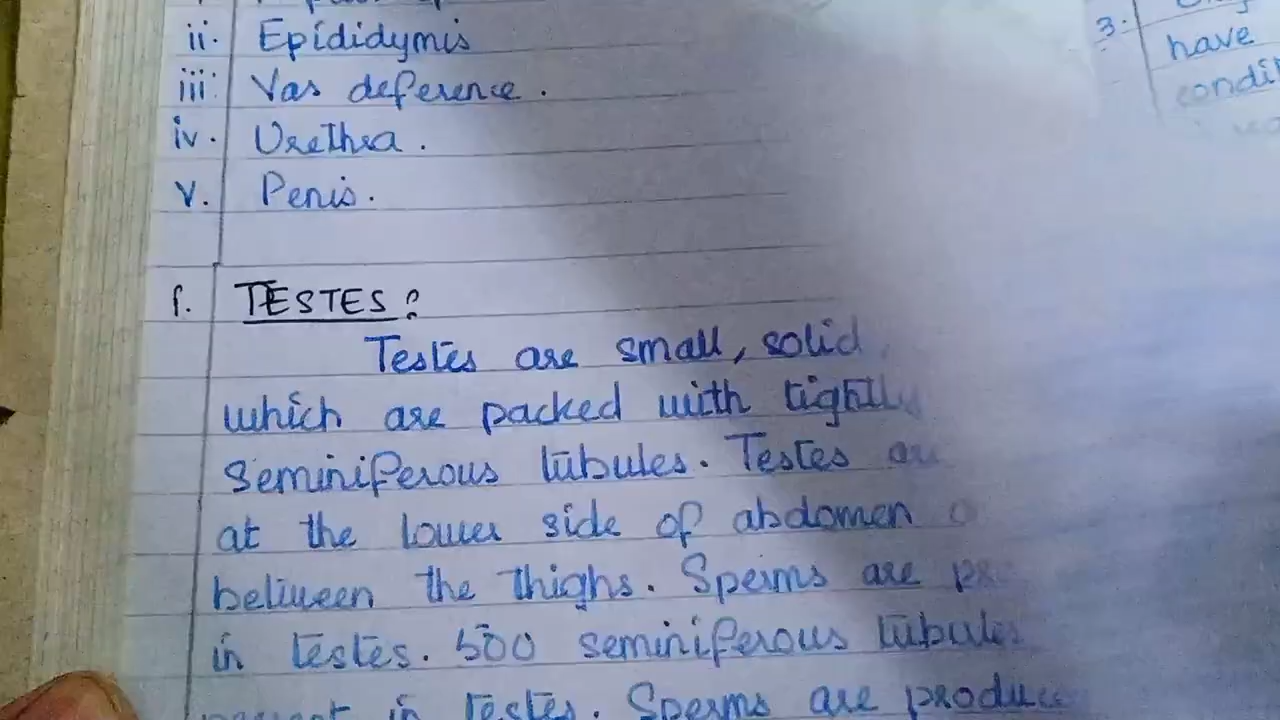 ii. Epididymis
iii. Vas deference.
iv. Urethra.
v. Penis.
1. TESTES:
Testes are small, solid
which are packed with tightly
seminiferous tubules. Testes
at the lower side of abdomen
between the thighs. Sperms are
in testes. 500 seminiferous tubules
in testes. Sperms are
3.
have